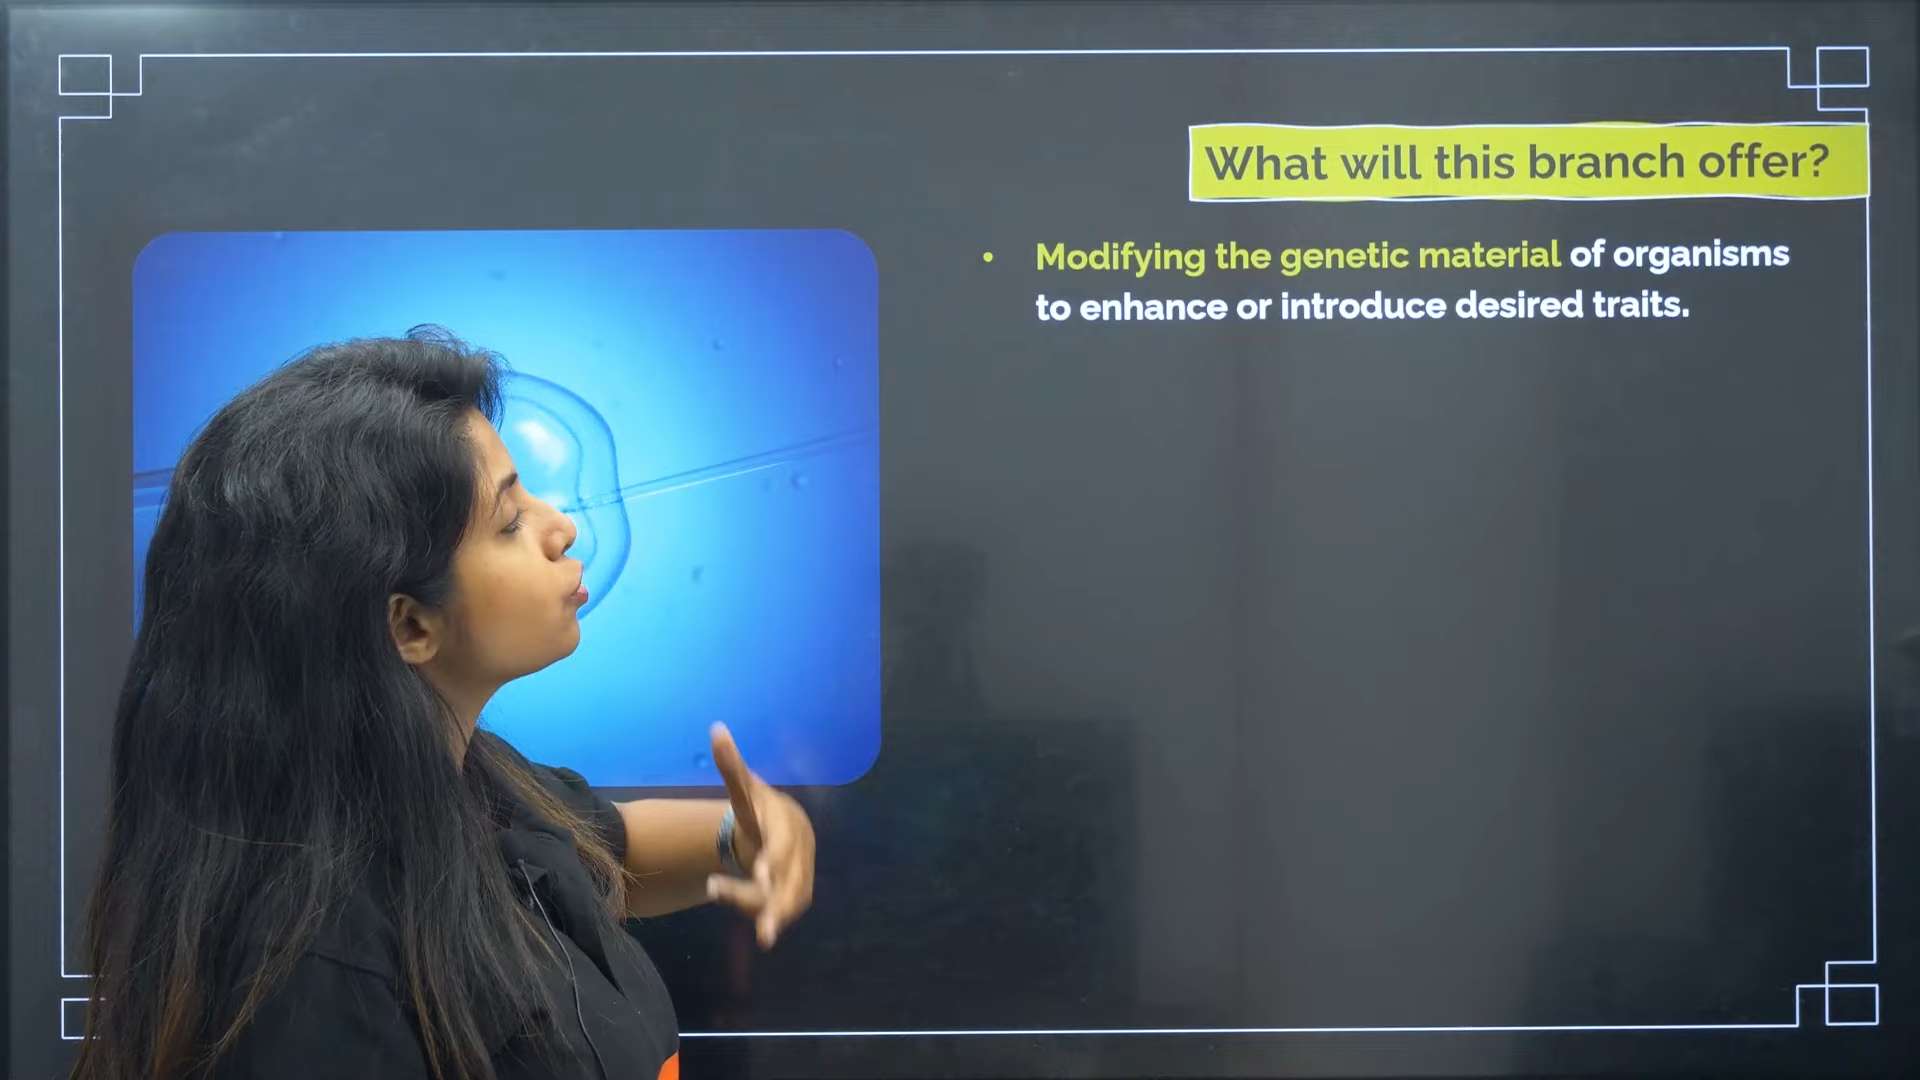 What will this branch offer?
• Modifying the genetic material of organisms
to enhance or introduce desired traits.